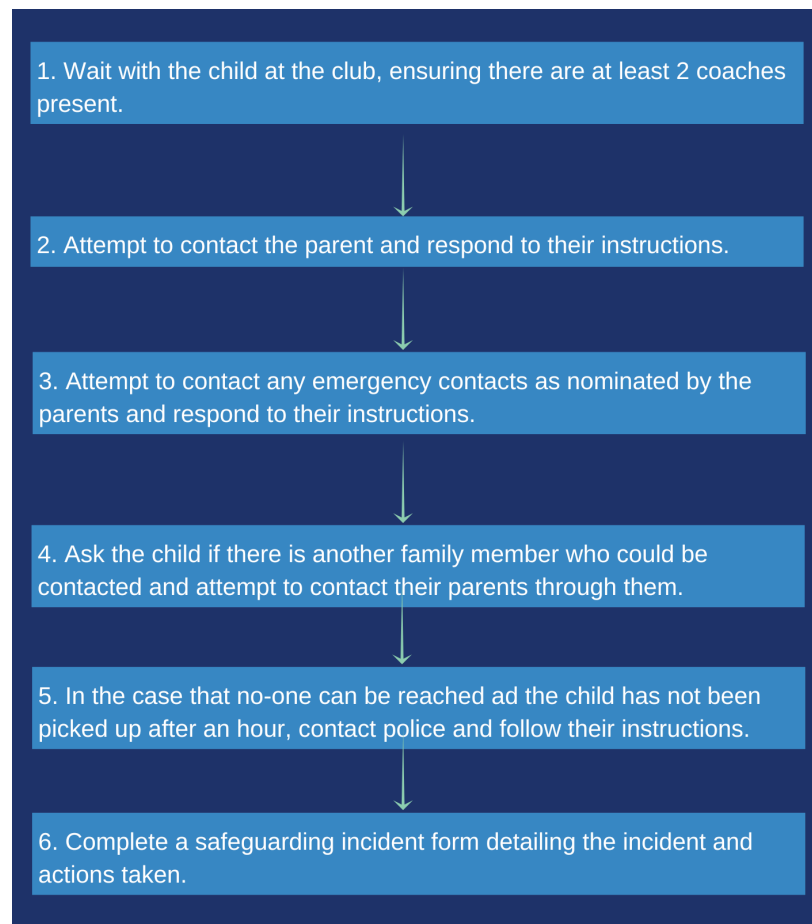 1. Wait with the child at the club, ensuring there are at least 2 coaches
present.
2. Attempt to contact the parent and respond to their instructions.
3. Attempt to contact any emergency contacts as nominated by the
parents and respond to their instructions.
4. Ask the child if there is another family member who could be
contacted and attempt to contact their parents through them.
5. In the case that no-one can be reached ad the child has not been
picked up after an hour, contact police and follow their instructions.
6. Complete a safeguarding incident form detailing the incident and
actions taken.